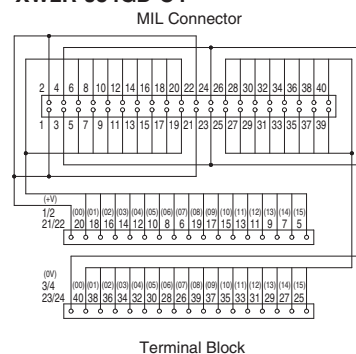 MIL Connector
2 4 6 8 10 12 14 16 18 20 22 24 26 28 30 32 34 36 38 40
1 3 5 7 9 11 13 15 17 19 21 23 25 27 29 31 33 35 37 39
(+V)
1/2 (00) (01) (02) (03) (04) (05) (06) (07) (08) (09) (10) (11) (12) (13) (14) (15)
21/22 20 18 16 14 12 10 8 6 19 17 15 13 11 9 7 5
(0V)
3/4 (00) (01) (02) (03) (04) (05) (06) (07) (08) (09) (10) (11) (12) (13) (14) (15)
23/24 40 38 36 34 32 30 28 26 39 37 35 33 31 29 27 25
Terminal Block